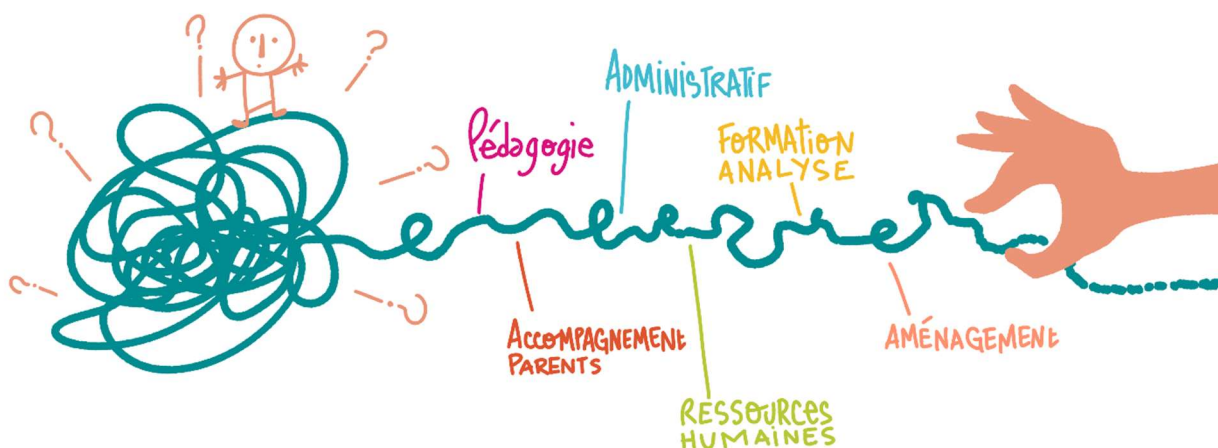 Pédagogie
ADMINISTRATIF
FORMATION
ANALYSE
ACCOMPAGNEMENT
PARENTS
RESSOURCES
HUMAINES
AMÉNAGEMENT
?
?
?
?
?
?